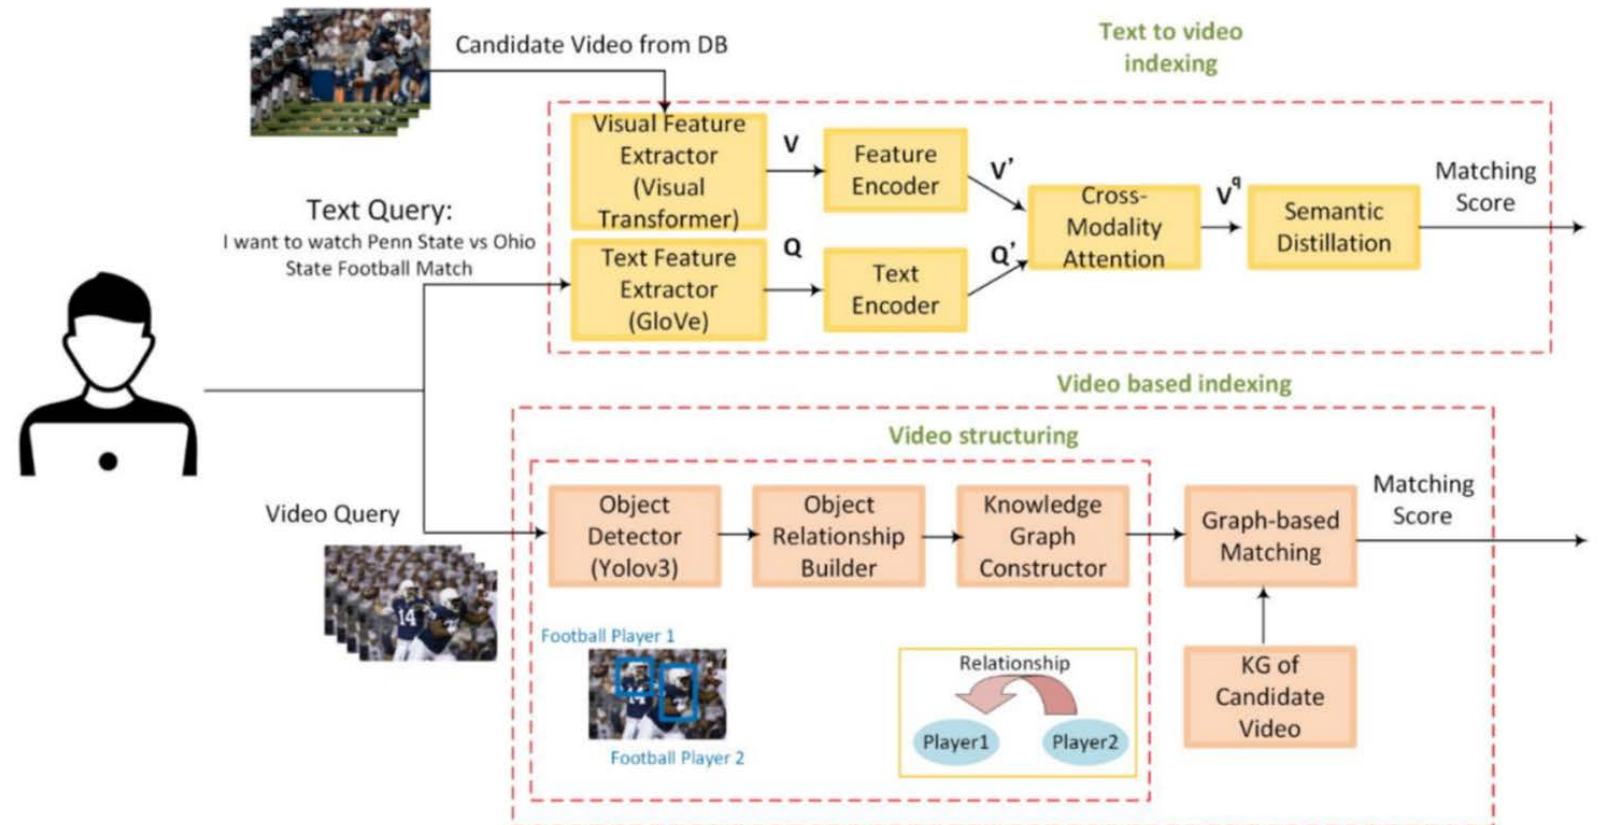 Candidate Video from DB
Text to video
indexing
Visual Feature
Extractor
(Visual
Transformer)
V
Feature
Encoder
V'
Text Query:
I want to watch Penn State vs Ohio
State Football Match
Text Feature
Extractor
(GloVe)
Q
Text
Encoder
Q'
Cross-
Modality
Attention
Vq
Semantic
Distillation
Matching
Score
Video based indexing
Video structuring
Video Query
14
Object
Detector
(Yolov3)
Object
Relationship
Builder
Knowledge
Graph
Constructor
Graph-based
Matching
Matching
Score
Football Player 1
Football Player 2
Relationship
Player1
Player2
KG of
Candidate
Video